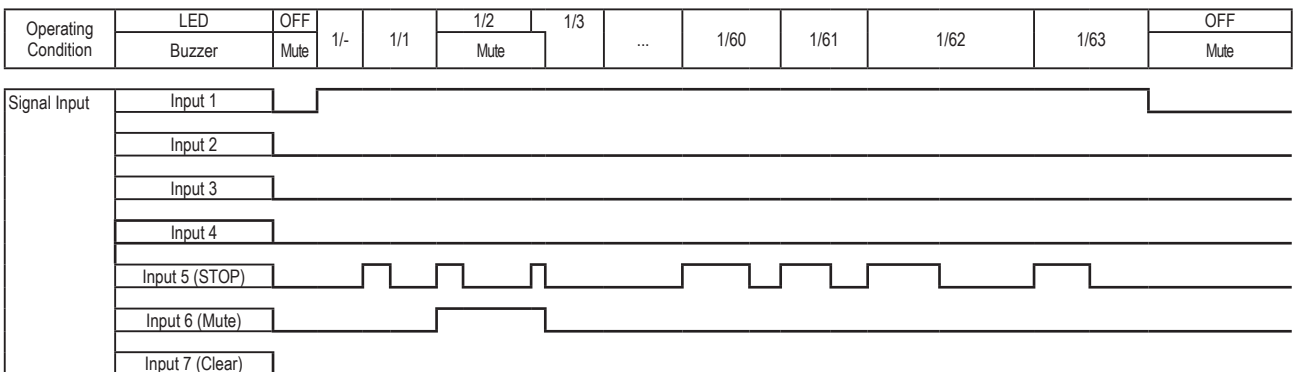 Operating Condition LED OFF 1/- 1/1 1/2 1/3 ... 1/60 1/61 1/62 1/63 OFF
Buzzer Mute Mute Mute
Signal Input Input 1
Input 2
Input 3
Input 4
Input 5 (STOP)
Input 6 (Mute)
Input 7 (Clear)